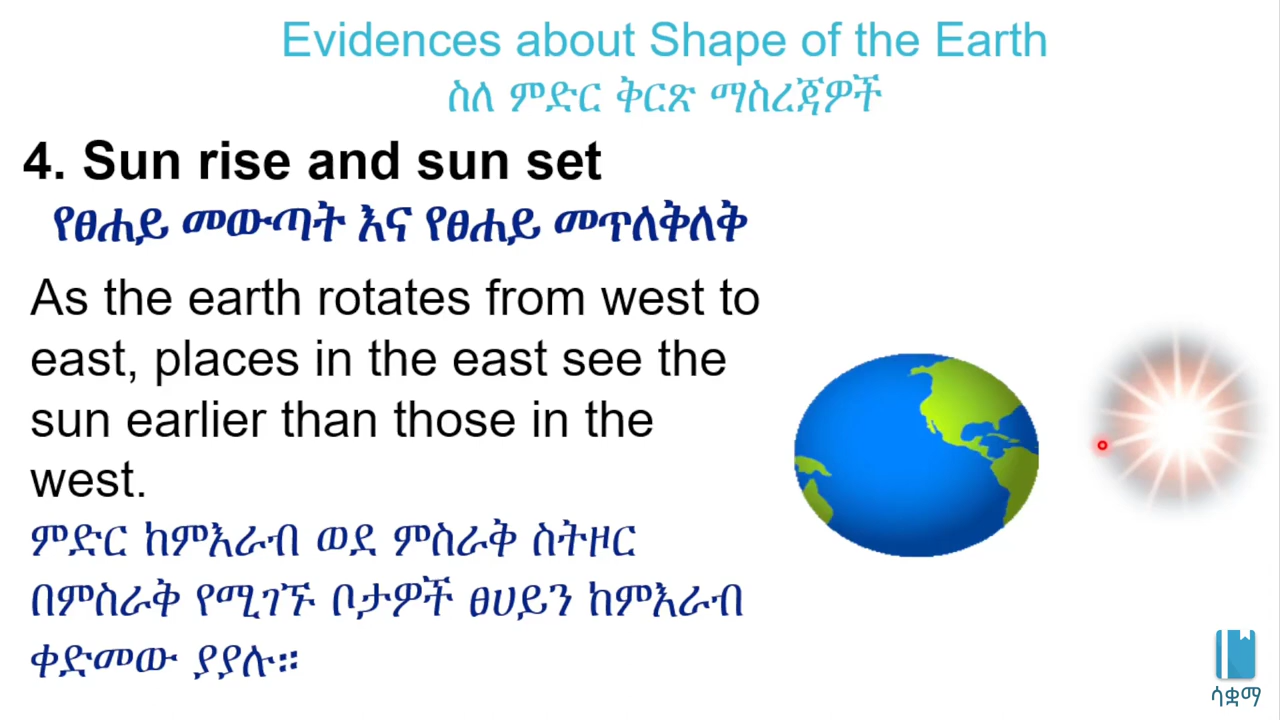 Evidences about Shape of the Earth
ስለ ምድር ቅርጽ ማስረጃዎች
4. Sun rise and sun set
የፀሐይ መውጣት እና የፀሐይ መጥለቅለቅ
As the earth rotates from west to
east, places in the east see the
sun earlier than those in the
west.
ምድር ከምእራብ ወደ ምስራቅ ስትዞር
በምስራቅ የሚገኙ ቦታዎች ፀሀይን ከምእራብ
ቀድመው ያያሉ።
ሳቋማ